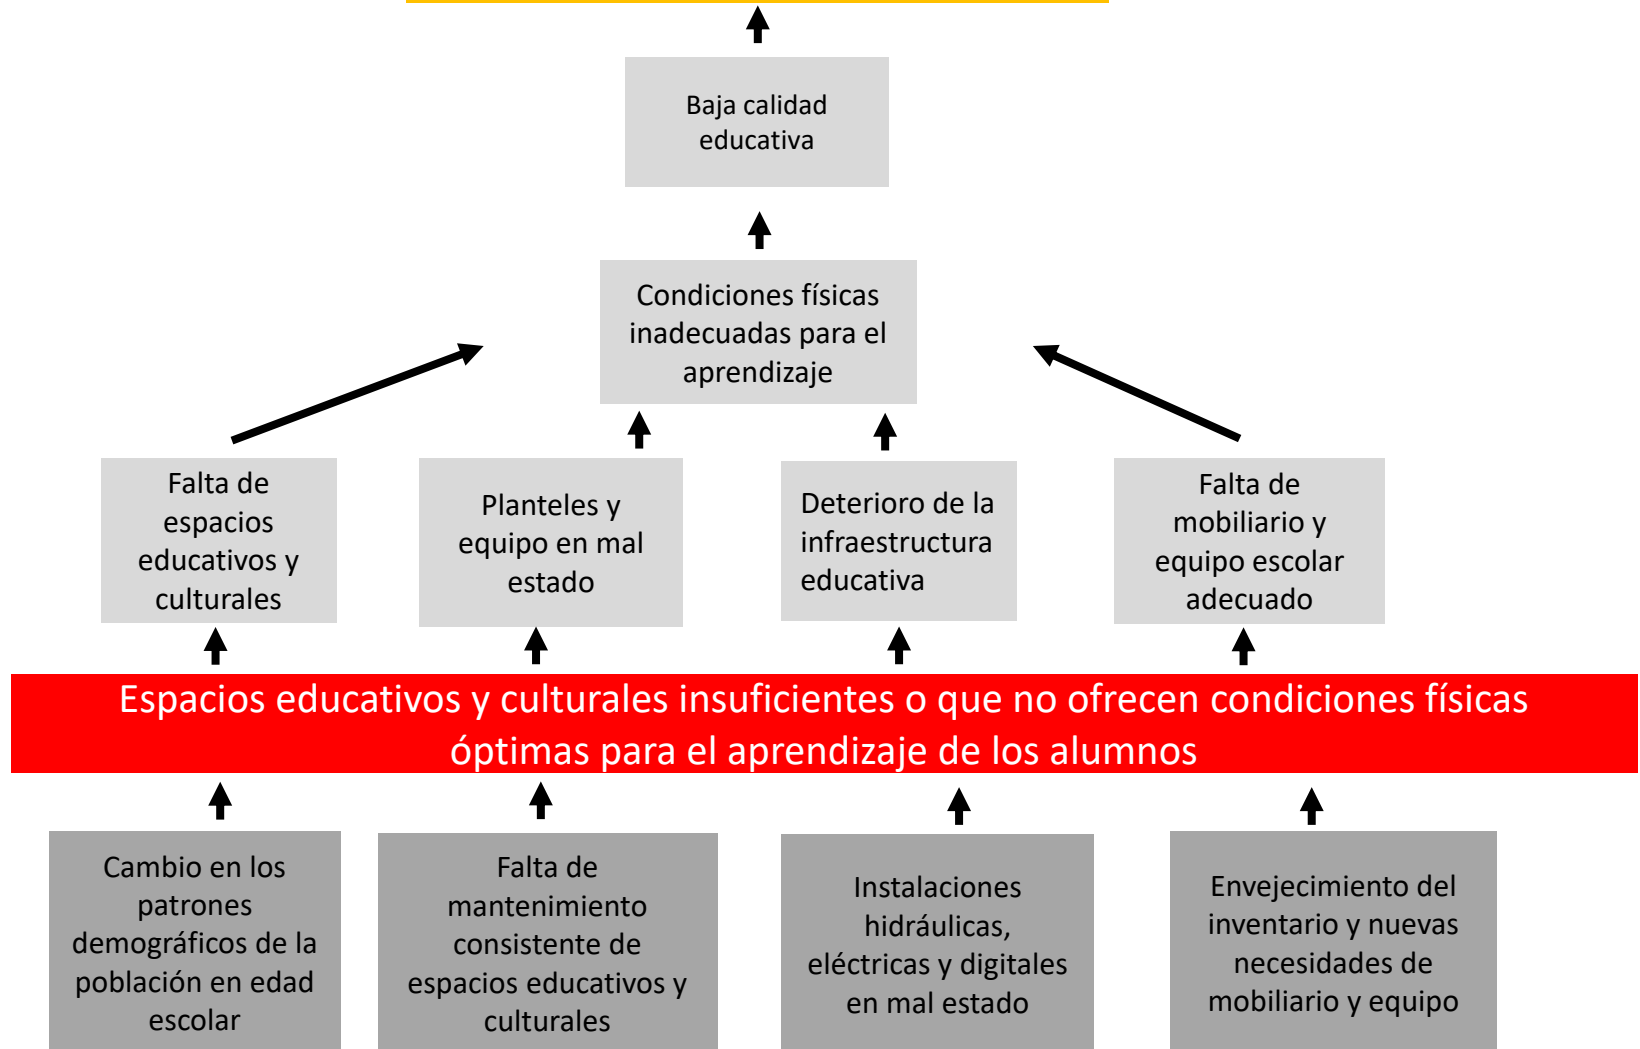 Baja calidad
educativa
Condiciones físicas
inadecuadas para el
aprendizaje
Falta de
espacios
educativos y
culturales
Planteles y
equipo en mal
estado
Deterioro de la
infraestructura
educativa
Falta de
mobiliario y
equipo escolar
adecuado
Espacios educativos y culturales insuficientes o que no ofrecen condiciones físicas
óptimas para el aprendizaje de los alumnos
Cambio en los
patrones
demográficos de la
población en edad
escolar
Falta de
mantenimiento
consistente de
espacios educativos y
culturales
Instalaciones
hidráulicas,
eléctricas y digitales
en mal estado
Envejecimiento del
inventario y nuevas
necesidades de
mobiliario y equipo